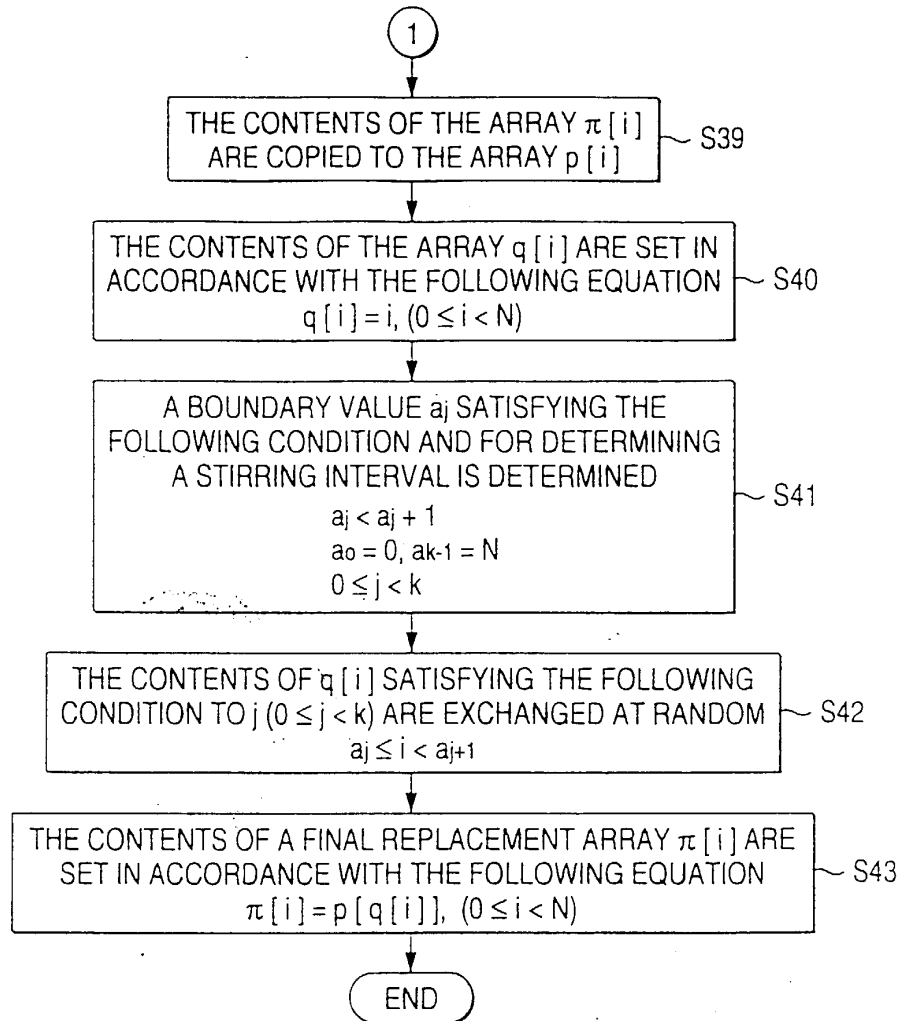 1
THE CONTENTS OF THE ARRAY π[i]
ARE COPIED TO THE ARRAY p[i]
S39
THE CONTENTS OF THE ARRAY q[i] ARE SET IN
ACCORDANCE WITH THE FOLLOWING EQUATION
q[i] = i, (0 ≤ i < N)
S40
A BOUNDARY VALUE aj SATISFYING THE
FOLLOWING CONDITION AND FOR DETERMINING
A STIRRING INTERVAL IS DETERMINED
aj < aj + 1
a0 = 0, ak-1 = N
0 ≤ j < k
S41
THE CONTENTS OF q[i] SATISFYING THE FOLLOWING
CONDITION TO j (0 ≤ j < k) ARE EXCHANGED AT RANDOM
aj ≤ i < aj+1
S42
THE CONTENTS OF A FINAL REPLACEMENT ARRAY π[i] ARE
SET IN ACCORDANCE WITH THE FOLLOWING EQUATION
π[i] = p[q[i]], (0 ≤ i < N)
S43
END